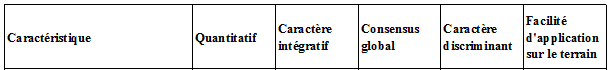 Caractéristique
Quantitatif
Caractère
intégratif
Consensus
global
Caractère
discriminant
Facilité
d'application
sur le terrain